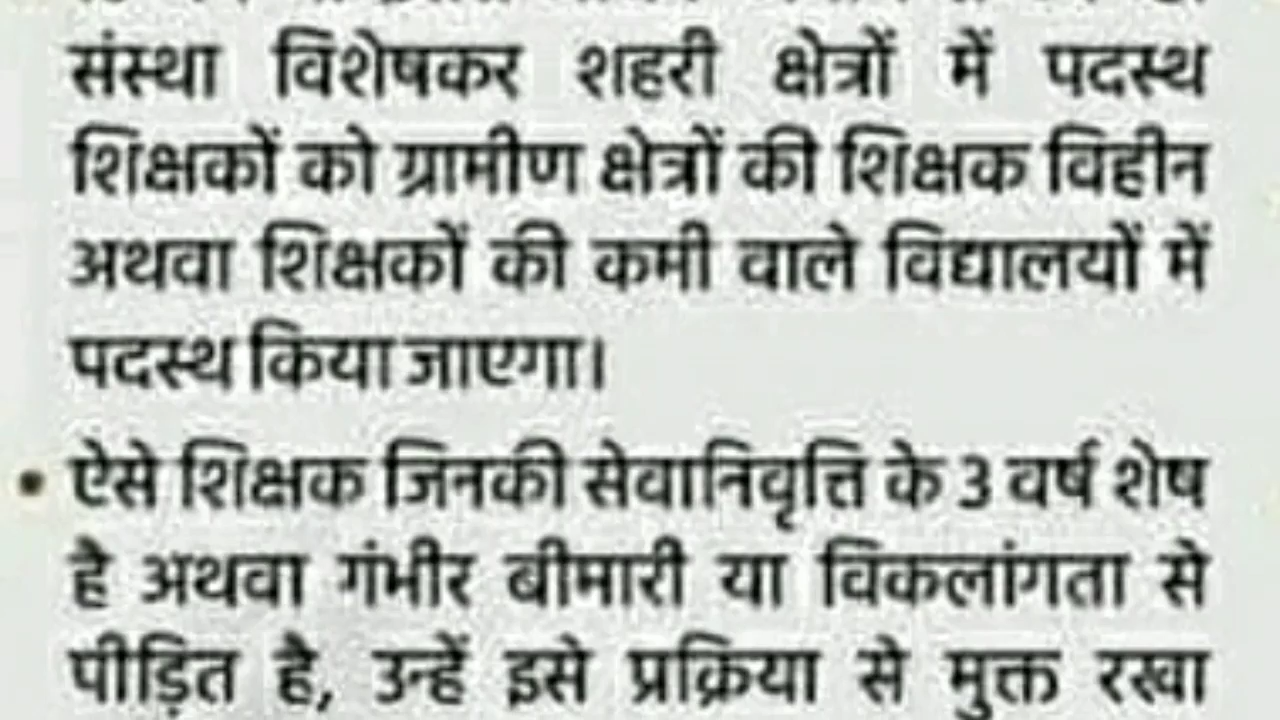 संस्था विशेषकर शहरी क्षेत्रों में पदस्थ
शिक्षकों को ग्रामीण क्षेत्रों की शिक्षक विहीन
अथवा शिक्षकों की कमी वाले विद्यालयों में
पदस्थ किया जाएगा।
• ऐसे शिक्षक जिनकी सेवानिवृत्ति के 3 वर्ष शेष
है अथवा गंभीर बीमारी या विकलांगता से
पीड़ित है, उन्हें इसे प्रक्रिया से मुक्त रखा